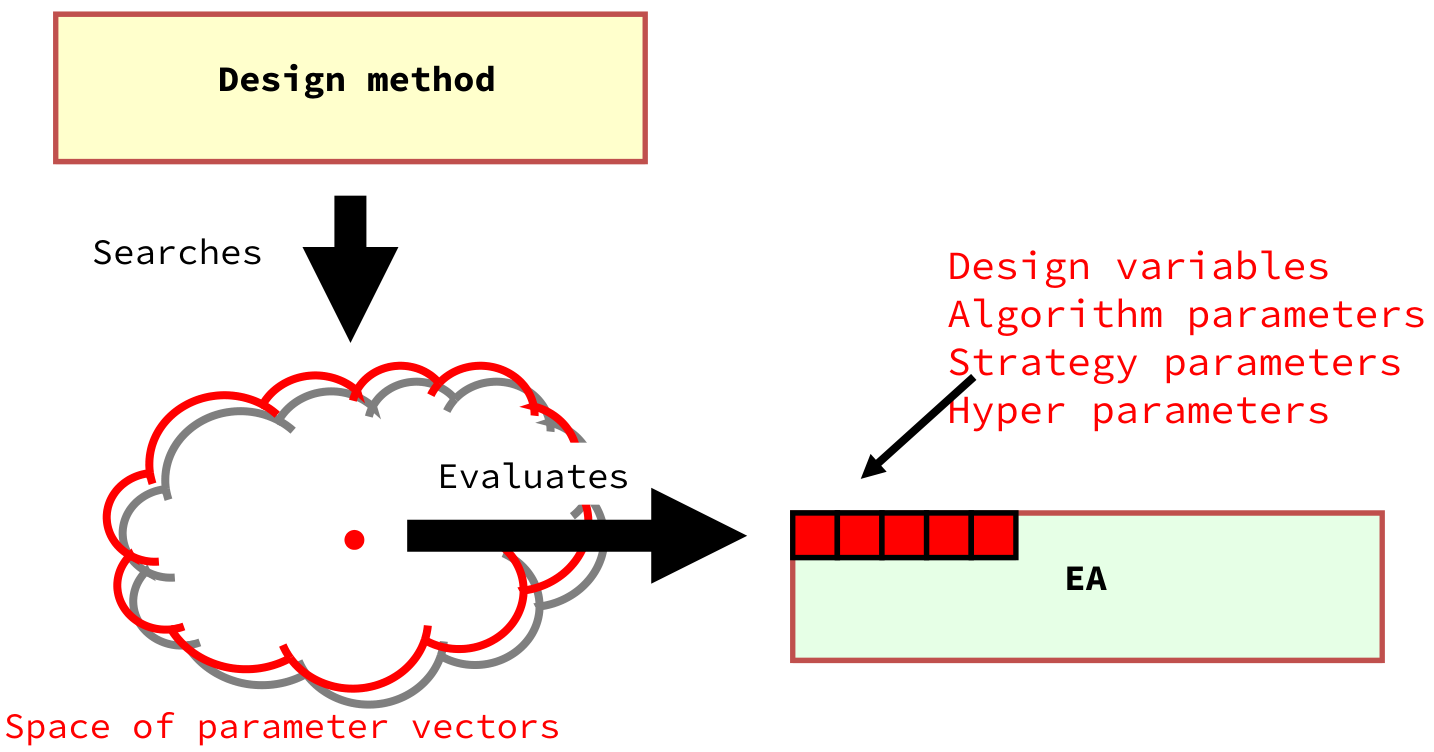 Design method
Searches
Design variables
Algorithm parameters
Strategy parameters
Hyper parameters
Evaluates
EA
Space of parameter vectors